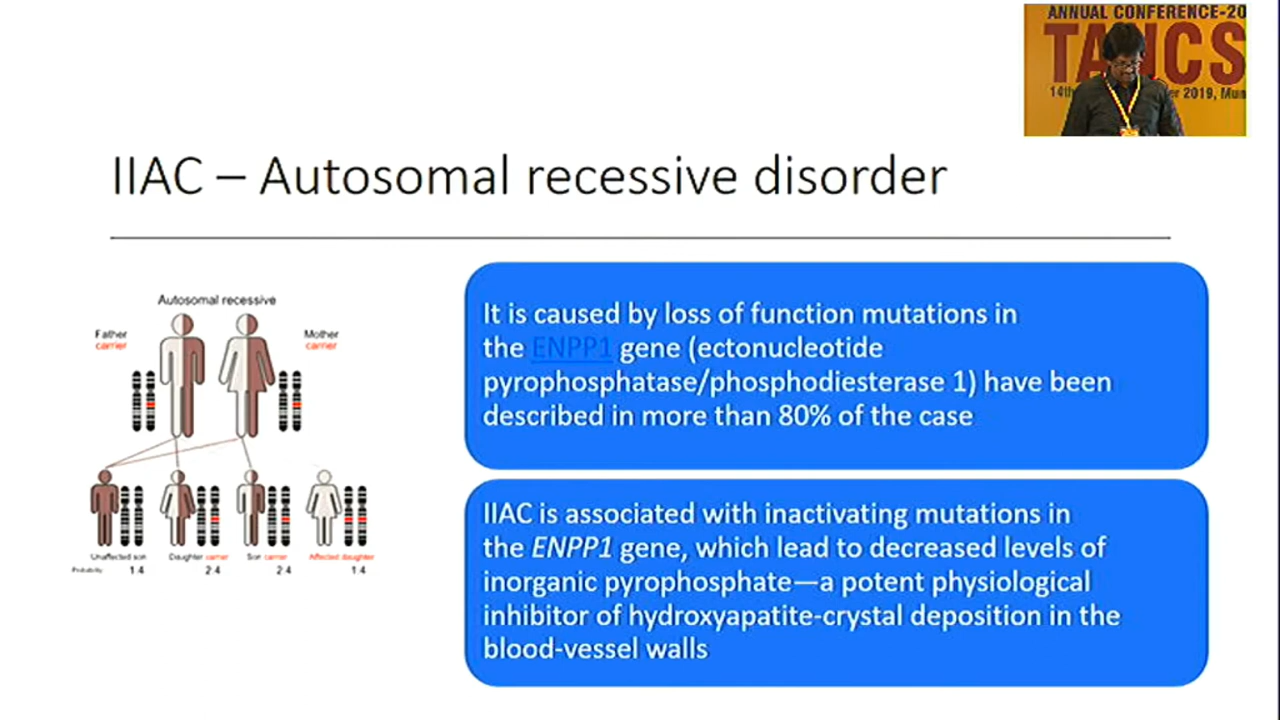 ANNUAL CONFERENCE-20
TANCS
14th
er 2019, Mun
IIAC – Autosomal recessive disorder
Autosomal recessive
Father
carrier
Mother
carrier
Unaffected son
Daughter carrier
Son carrier
Affected daughter
Probability
1:4
2:4
2:4
1:4
It is caused by loss of function mutations in
the ENPP1 gene (ectonucleotide
pyrophosphatase/phosphodiesterase 1) have been
described in more than 80% of the case
IIAC is associated with inactivating mutations in
the ENPP1 gene, which lead to decreased levels of
inorganic pyrophosphate—a potent physiological
inhibitor of hydroxyapatite-crystal deposition in the
blood-vessel walls